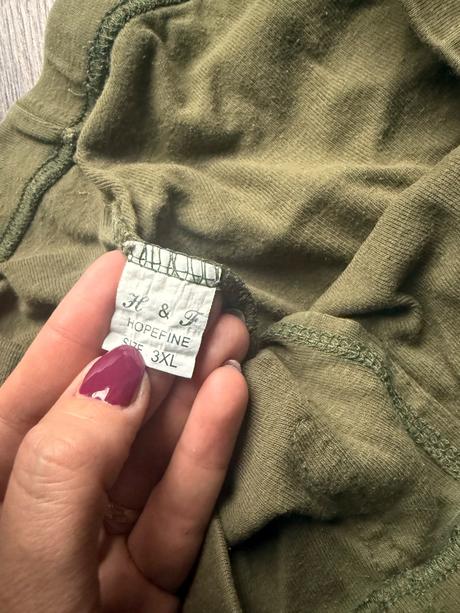 H & F
HOPEFINE
SIZE 3XL